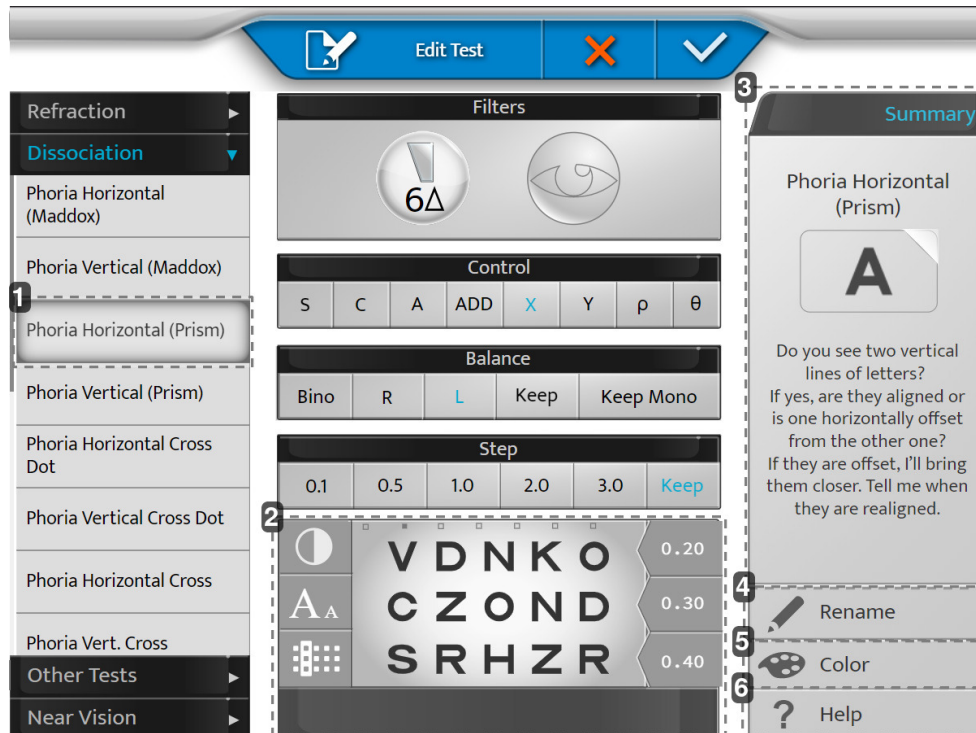 Edit Test
3
Refraction
Dissociation
Phoria Horizontal
(Maddox)
Phoria Vertical (Maddox)
1
Phoria Horizontal (Prism)
Phoria Vertical (Prism)
Phoria Horizontal Cross
Dot
Phoria Vertical Cross Dot
Phoria Horizontal Cross
Phoria Vert. Cross
Other Tests
Near Vision
Filters
6Δ
Control
S C A ADD X Y ρ θ
Balance
Bino R L Keep Keep Mono
Step
0.1 0.5 1.0 2.0 3.0 Keep
2
V D N K O 0.20
A A C Z O N D 0.30
S R H Z R 0.40
Summary
Phoria Horizontal
(Prism)
A
Do you see two vertical
lines of letters?
If yes, are they aligned or
is one horizontally offset
from the other one?
If they are offset, I'll bring
them closer. Tell me when
they are realigned.
4
Rename
5
Color
6
? Help